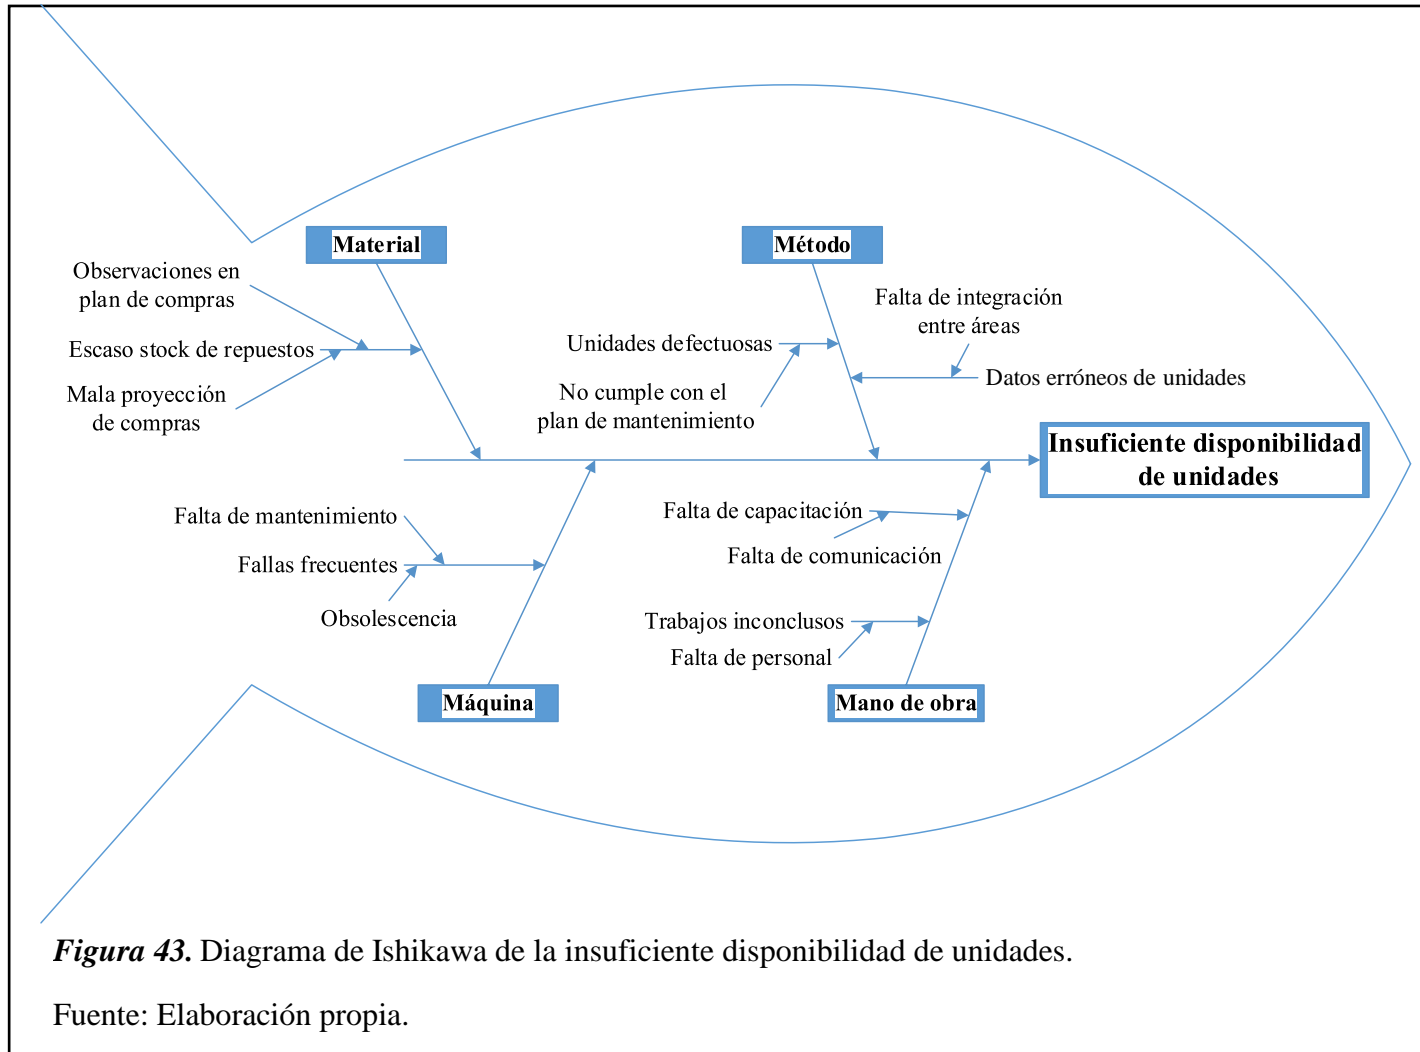 Material
Método
Observaciones en
plan de compras
Escaso stock de repuestos
Mala proyección
de compras
Unidades defectuosas
No cumple con el
plan de mantenimiento
Falta de integración
entre áreas
Datos erróneos de unidades
Insuficiente disponibilidad
de unidades
Falta de mantenimiento
Fallas frecuentes
Obsolescencia
Falta de capacitación
Falta de comunicación
Trabajos inconclusos
Falta de personal
Máquina
Mano de obra
Figura 43. Diagrama de Ishikawa de la insuficiente disponibilidad de unidades.
Fuente: Elaboración propia.